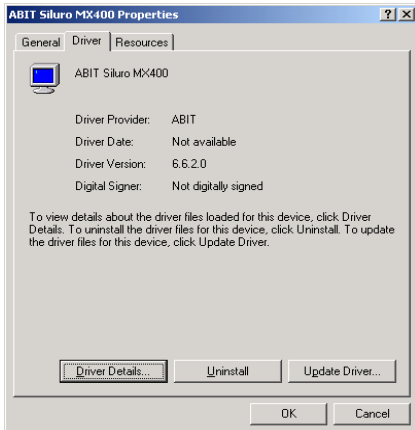 ABIT Siluro MX400 Properties
General Driver Resources
ABIT Siluro MX400
Driver Provider: ABIT
Driver Date: Not available
Driver Version: 6.6.2.0
Digital Signer: Not digitally signed
To view details about the driver files loaded for this device, click Driver
Details. To uninstall the driver files for this device, click Uninstall. To update
the driver files for this device, click Update Driver.
Driver Details... Uninstall Update Driver...
OK Cancel